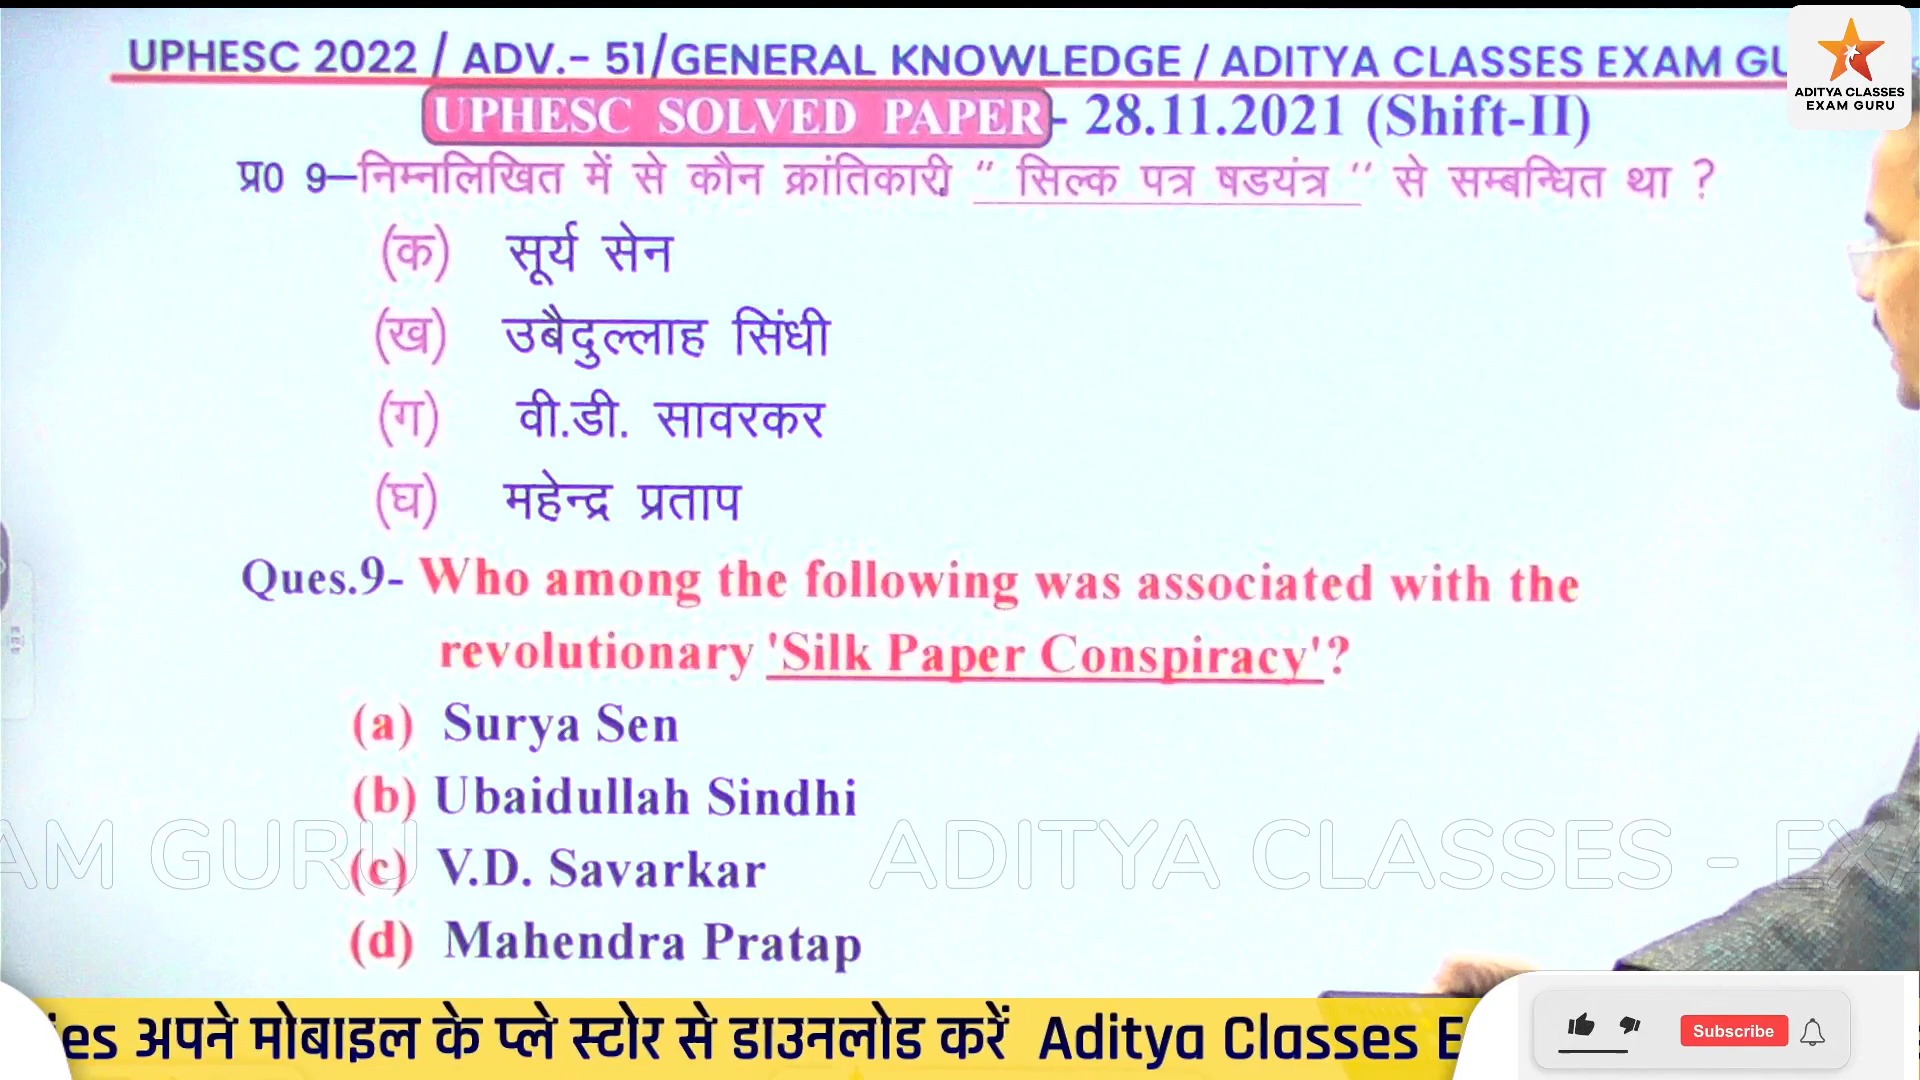 UPHESC 2022 / ADV.- 51/GENERAL KNOWLEDGE / ADITYA CLASSES EXAM GU
ADITYA CLASSES
EXAM GURU
UPHESC SOLVED PAPER - 28.11.2021 (Shift-II)
प्र0 9–निम्नलिखित में से कौन क्रांतिकारी " सिल्क पत्र षडयंत्र '' से सम्बन्धित था ?
(क) सूर्य सेन
(ख) उबैदुल्लाह सिंधी
(ग) वी.डी. सावरकर
(घ) महेन्द्र प्रताप
Ques.9- Who among the following was associated with the
revolutionary 'Silk Paper Conspiracy'?
(a) Surya Sen
(b) Ubaidullah Sindhi
AM GURU ADITYA CLASSES - EXA
(c) V.D. Savarkar
(d) Mahendra Pratap
ies अपने मोबाइल के प्ले स्टोर से डाउनलोड करें Aditya Classes E
Subscribe